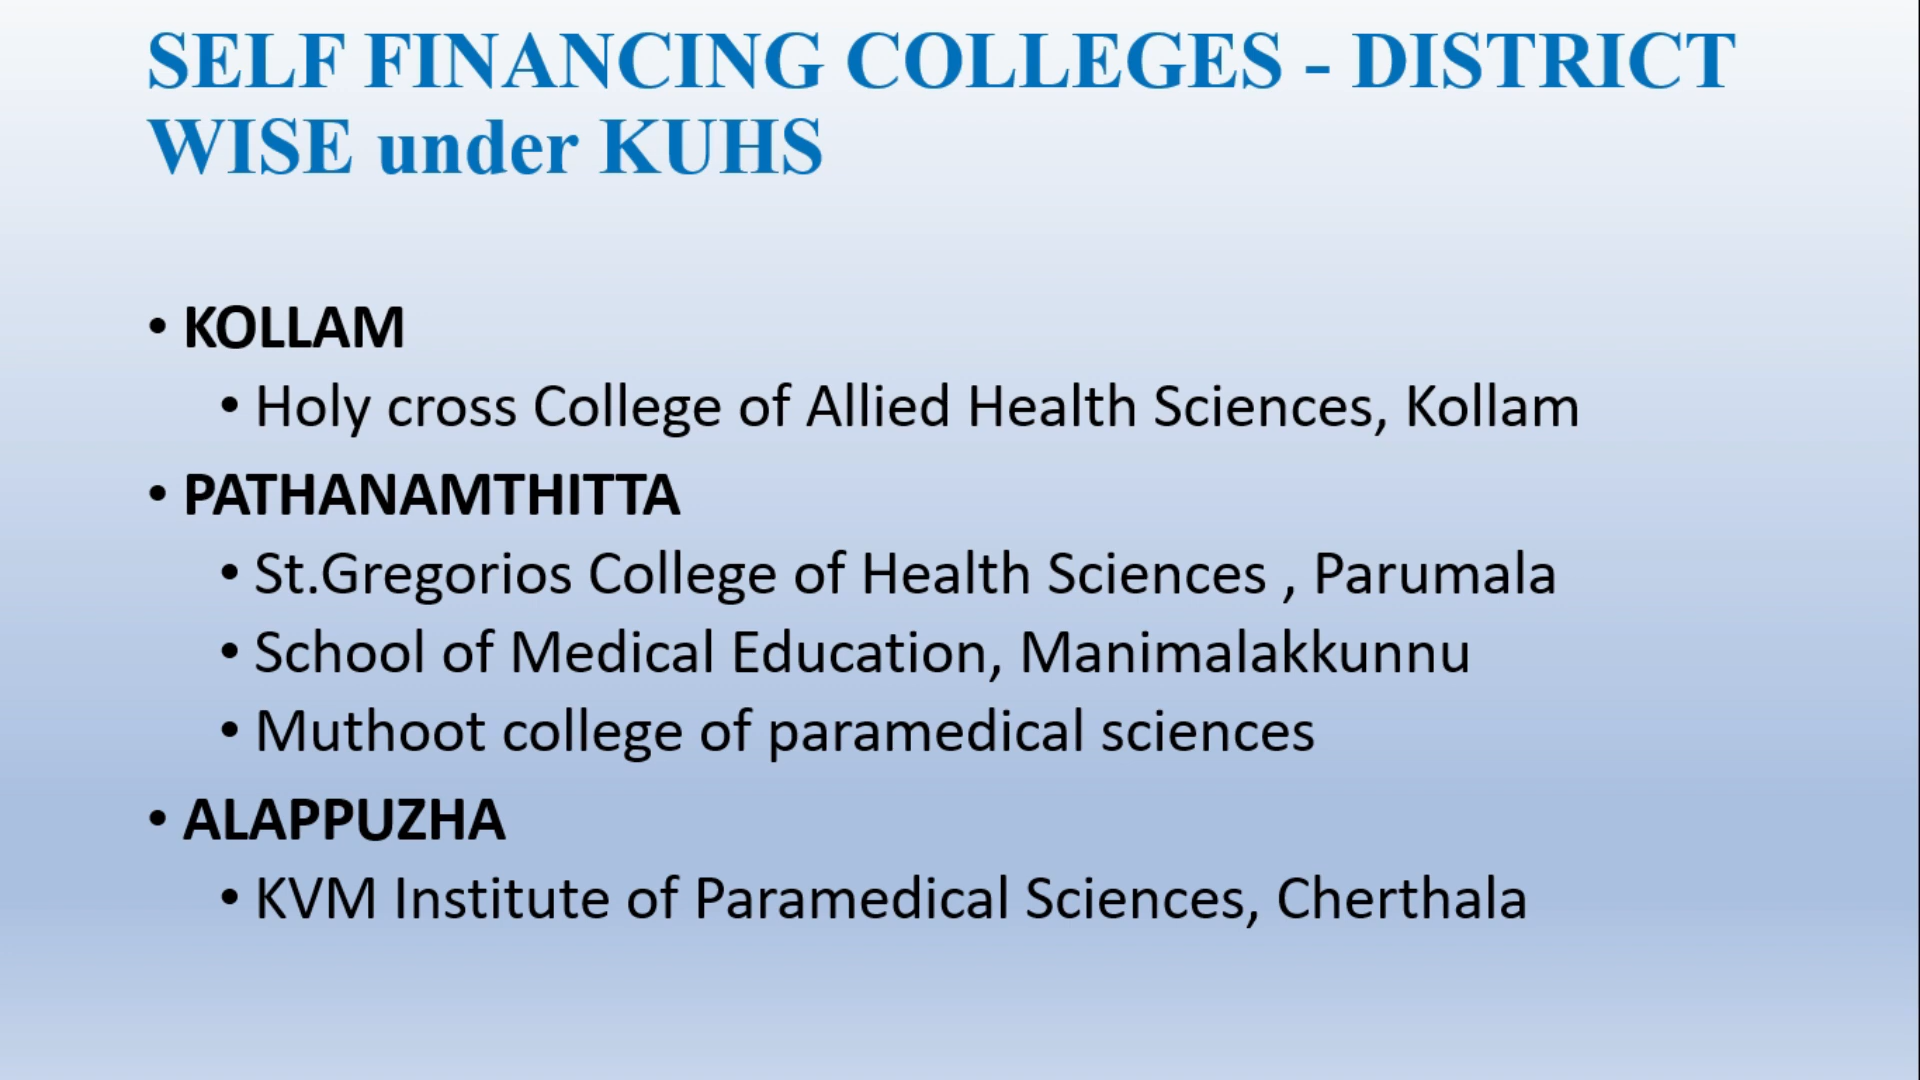 SELF FINANCING COLLEGES - DISTRICT
WISE under KUHS
• KOLLAM
• Holy cross College of Allied Health Sciences, Kollam
• PATHANAMTHITTA
• St.Gregorios College of Health Sciences , Parumala
• School of Medical Education, Manimalakkunnu
• Muthoot college of paramedical sciences
• ALAPPUZHA
• KVM Institute of Paramedical Sciences, Cherthala